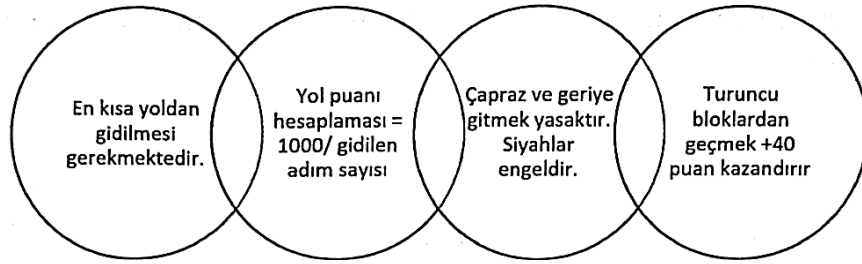 En kısa yoldan
gidilmesi
gerekmektedir.
Yol puanı
hesaplaması =
1000/ gidilen
adım sayısı
Çapraz ve geriye
gitmek yasaktır.
Siyahlar
engeldir.
Turuncu
bloklardan
geçmek +40
puan kazandırır